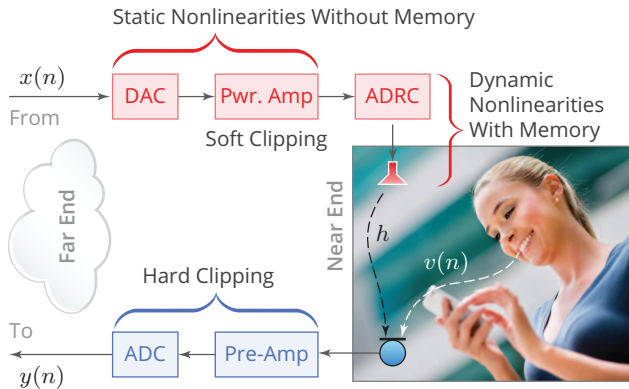 Static Nonlinearities Without Memory
x(n)
From
DAC
Pwr. Amp
ADRC
Soft Clipping
Dynamic
Nonlinearities
With Memory
Far End
Near End
h
v(n)
Hard Clipping
To
y(n)
ADC
Pre-Amp